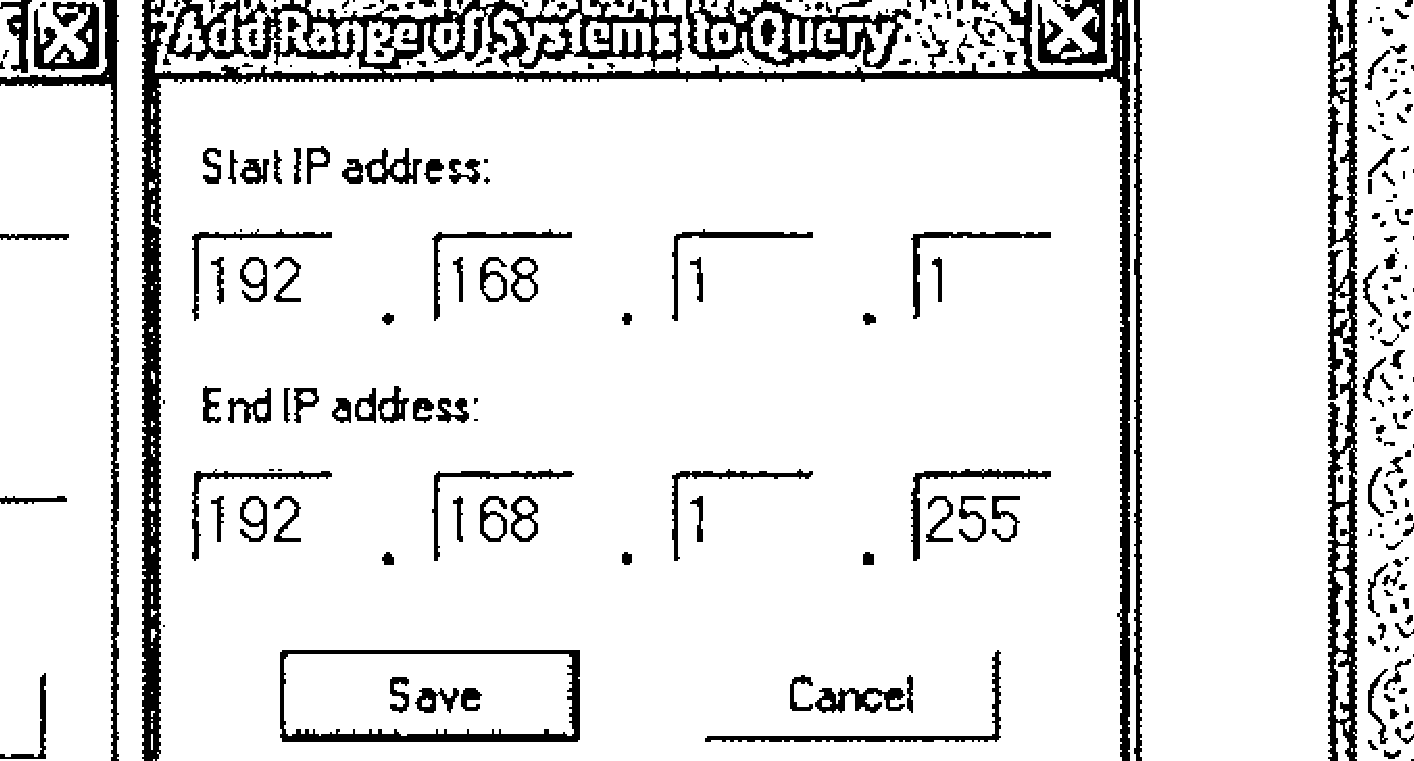 Add Range of Systems to Query
Start IP address:
192 . 168 . 1 . 1
End IP address:
192 . 168 . 1 . 255
Save Cancel